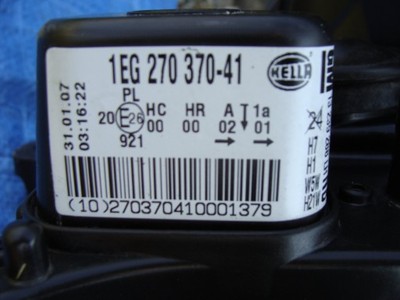 1EG 270 370-41
HELLA
31.01.07
03:16:22
PL
20 E26
921
HC HR A 1a
00 00 02 01
H7
H1
W5W
H21W
(10)270370410001379